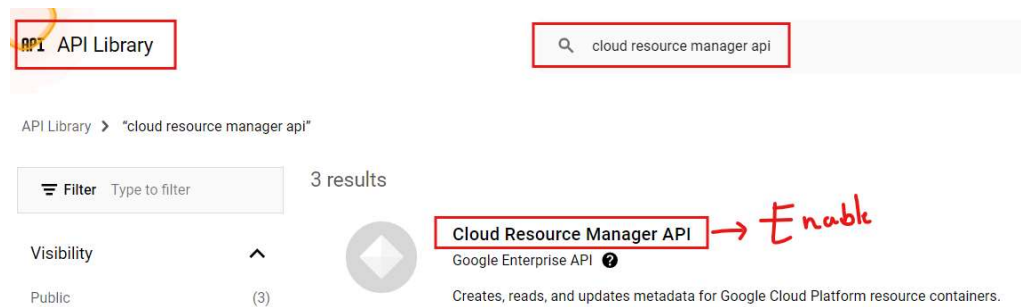 API API Library
cloud resource manager api
API Library > "cloud resource manager api"
Filter Type to filter
3 results
Cloud Resource Manager API → Enable
Google Enterprise API ?
Visibility
Public (3)
Creates, reads, and updates metadata for Google Cloud Platform resource containers.